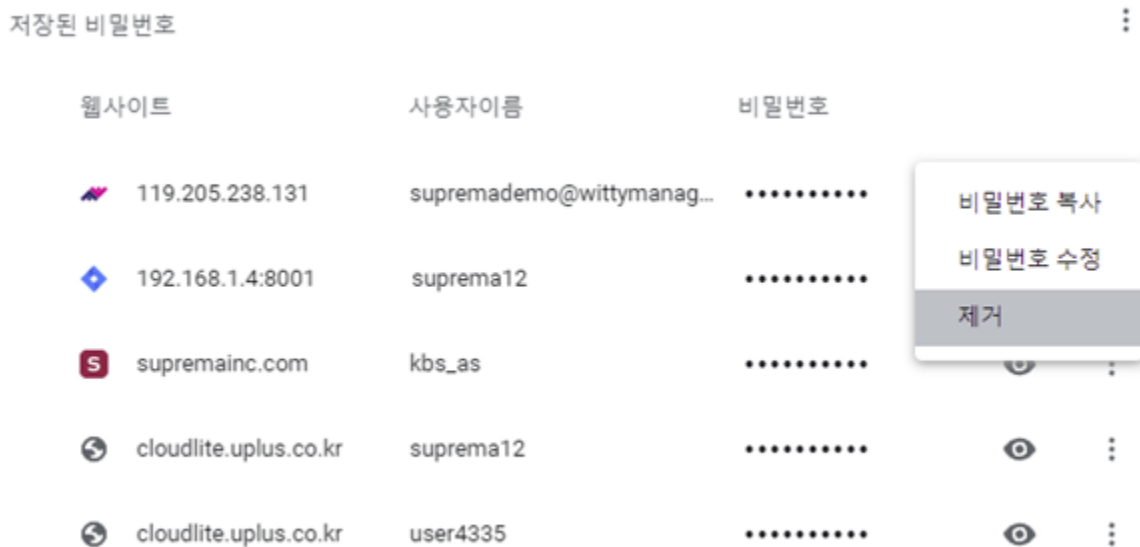 저장된 비밀번호
웹사이트 사용자이름 비밀번호
119.205.238.131 supremademo@wittymanag... ••••••••••
비밀번호 복사
비밀번호 수정
제거
192.168.1.4:8001 suprema12 ••••••••••
S supremainc.com kbs_as ••••••••••
cloudlite.uplus.co.kr suprema12 ••••••••••
cloudlite.uplus.co.kr user4335 ••••••••••